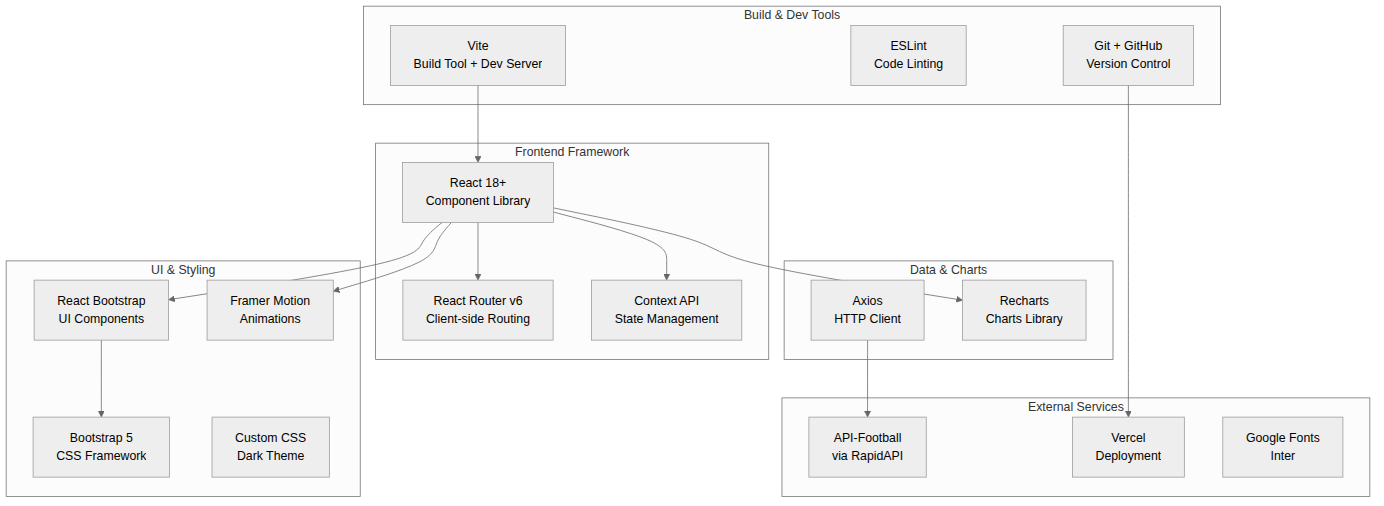 Build & Dev Tools
Vite
Build Tool + Dev Server
ESLint
Code Linting
Git + GitHub
Version Control
Frontend Framework
React 18+
Component Library
React Router v6
Client-side Routing
Context API
State Management
UI & Styling
React Bootstrap
UI Components
Framer Motion
Animations
Bootstrap 5
CSS Framework
Custom CSS
Dark Theme
Data & Charts
Axios
HTTP Client
Recharts
Charts Library
External Services
API-Football
via RapidAPI
Vercel
Deployment
Google Fonts
Inter